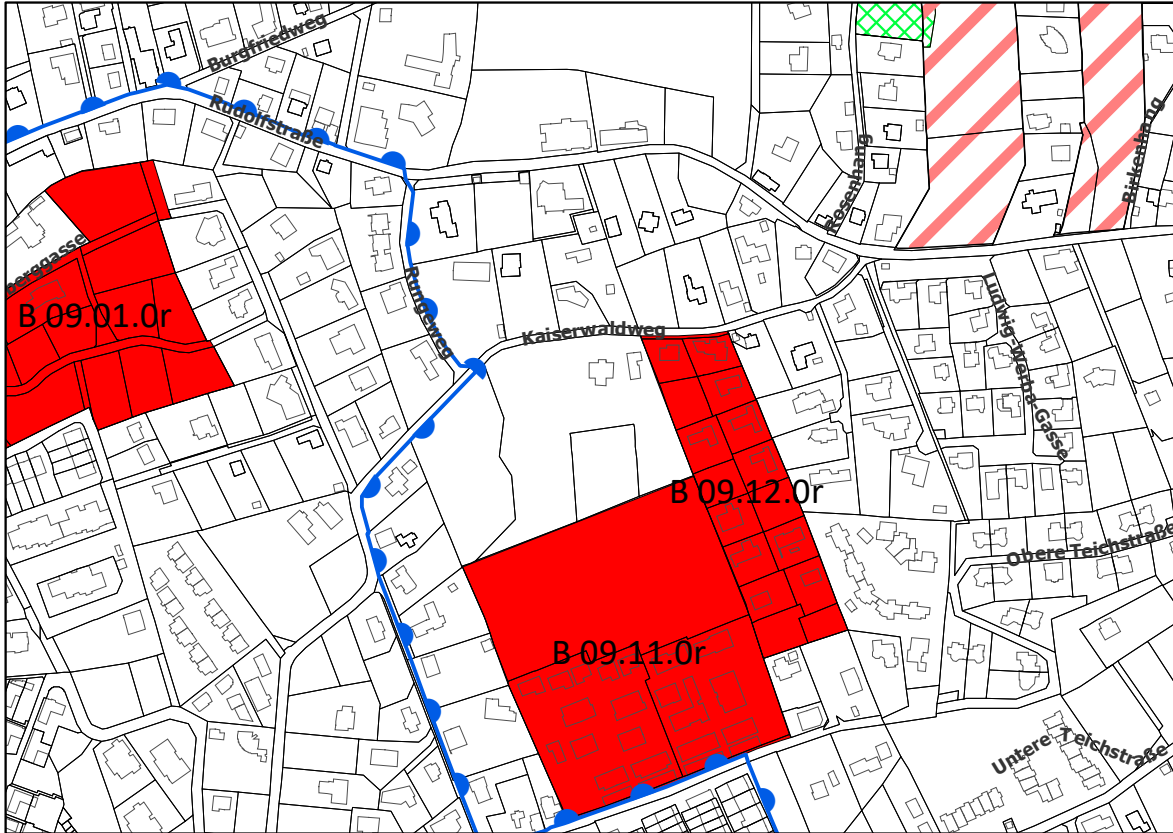 Burgfriedweg
Rudolfstraße
Rosenhang
Birkenhang
berggasse
B 09.01.0r
Rungeweg
Kaiserwaldweg
Ludwig-Werba-Gasse
B 09.12.0r
Obere Teichstraße
B 09.11.0r
Untere Teichstraße